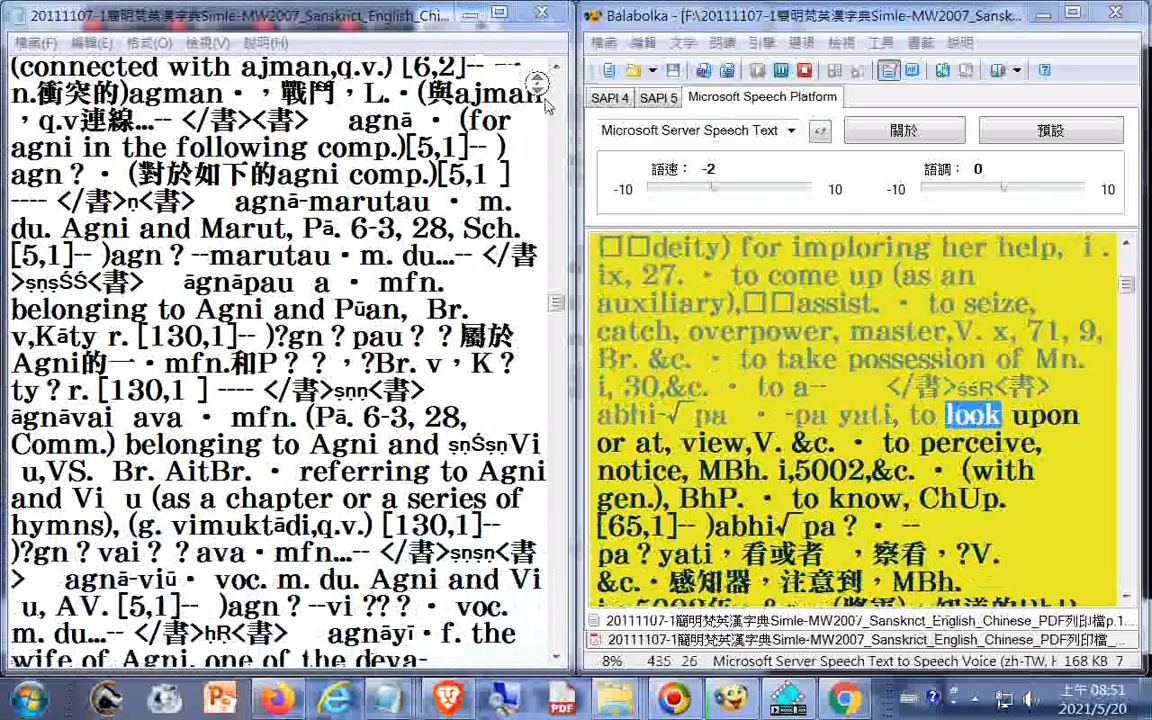 20111107-1簡明梵英漢字典Simle-MW2007_Sanskrict_English_Chi...
檔案(F) 編輯(E) 格式(O) 檢視(V) 說明(H)
(connected with ajman,q.v.) [6,2]--
n.衝突的)agman‧，戰鬥，L.‧(與ajman
，q.v連線...-- </書><書> agnā‧(for
agni in the following comp.)[5,1]-- )
agn？‧(對於如下的agni comp.)[5,1 ]
---- </書>ṇ<書> agnā-marutau‧m.
du. Agni and Marut, Pā. 6-3, 28, Sch.
[5,1]-- )agn？--marutau‧m. du...-- </書
>ṣṇṣŚŚ<書> āgnāpau a‧mfn.
belonging to Agni and Pūan, Br.
v,Kāty r. [130,1]-- )?gn？pau？？屬於
Agni的一‧mfn.和P？？，?Br. v，K？
ty？r. [130,1 ] ---- </書>ṣṇṇ<書>
āgnāvai ava‧mfn. (Pā. 6-3, 28,
Comm.) belonging to Agni and ṣṇŚṣṇVi
u,VS. Br. AitBr.‧referring to Agni
and Vi u (as a chapter or a series of
hymns), (g. vimuktādi,q.v.) [130,1]--
)?gn？vai？？ava‧mfn...-- </書>ṣṇṣṇ<書
> agnā-viū‧voc. m. du. Agni and Vi
u, AV. [5,1]-- )agn？--vi ???‧voc.
m. du...-- </書>ḥR<書> agnāyī‧f. the
wife of Agni, one of the deva-
Balabolka - [F:\20111107-1簡明梵英漢字典Simle-MW2007_Sansk...
檔案 編輯 文字 朗讀 引擎 選項 檢視 工具 書籤 說明
SAPI 4 SAPI 5 Microsoft Speech Platform
Microsoft Server Speech Text 關於 預設
語速： -2 語調： 0
-10 10 -10 10
deity) for imploring her help, i .
ix, 27.‧to come up (as an
auxiliary),□□assist.‧to seize,
catch, overpower, master,V. x, 71, 9,
Br. &c.‧to take possession of Mn.
i, 30,&c.‧to a-- </書>ṣśR<書>
abhi-√pa‧-pa yati, to look upon
or at, view,V. &c.‧to perceive,
notice, MBh. i,5002,&c.‧(with
gen.), BhP.‧to know, ChUp.
[65,1]-- )abhi√pa？‧--
pa？yati，看或者 ，察看，?V.
&c.‧感知器，注意到，MBh.
20111107-1簡明梵英漢字典Simle-MW2007_Sanskrict_English_Chinese_PDF列印檔p.1...
20111107-1簡明梵英漢字典Simle-MW2007_Sanskrict_English_Chinese_PDF列印檔...
8% 435 26 Microsoft Server Speech Text to Speech Voice (zh-TW, H 168 KB 7
上午 08:51
2021/5/20